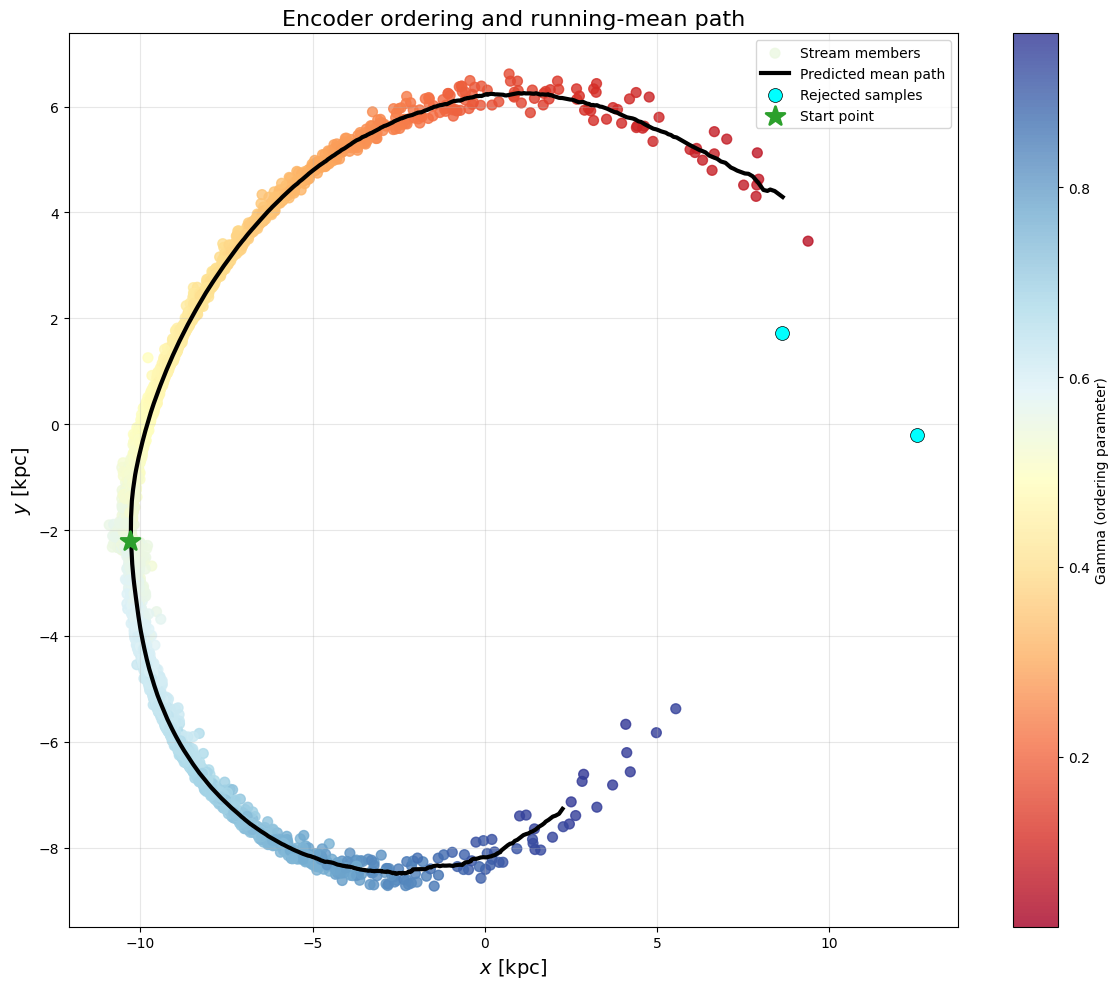 Encoder ordering and running-mean path
Stream members
Predicted mean path
Rejected samples
Start point
6
4
2
0
−2
−4
−6
−8
y [kpc]
−10
−5
0
5
10
x [kpc]
0.8
0.6
0.4
0.2
Gamma (ordering parameter)